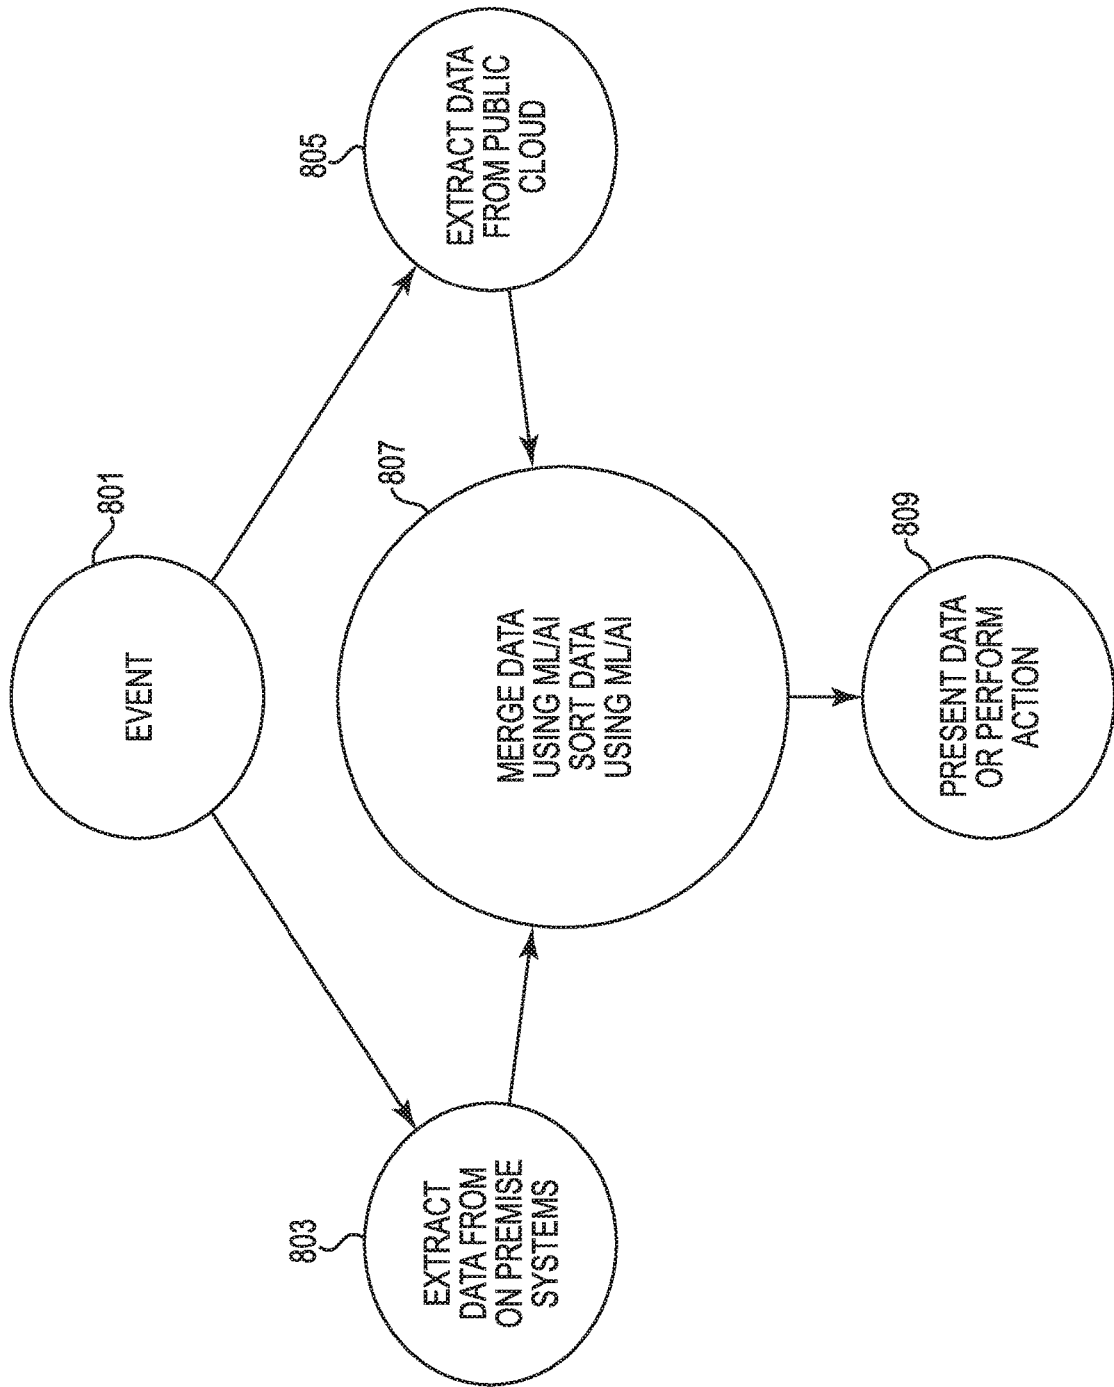 801
EVENT
803
EXTRACT
DATA FROM
ON PREMISE
SYSTEMS
805
EXTRACT DATA
FROM PUBLIC
CLOUD
807
MERGE DATA
USING ML/AI
SORT DATA
USING ML/AI
809
PRESENT DATA
OR PERFORM
ACTION